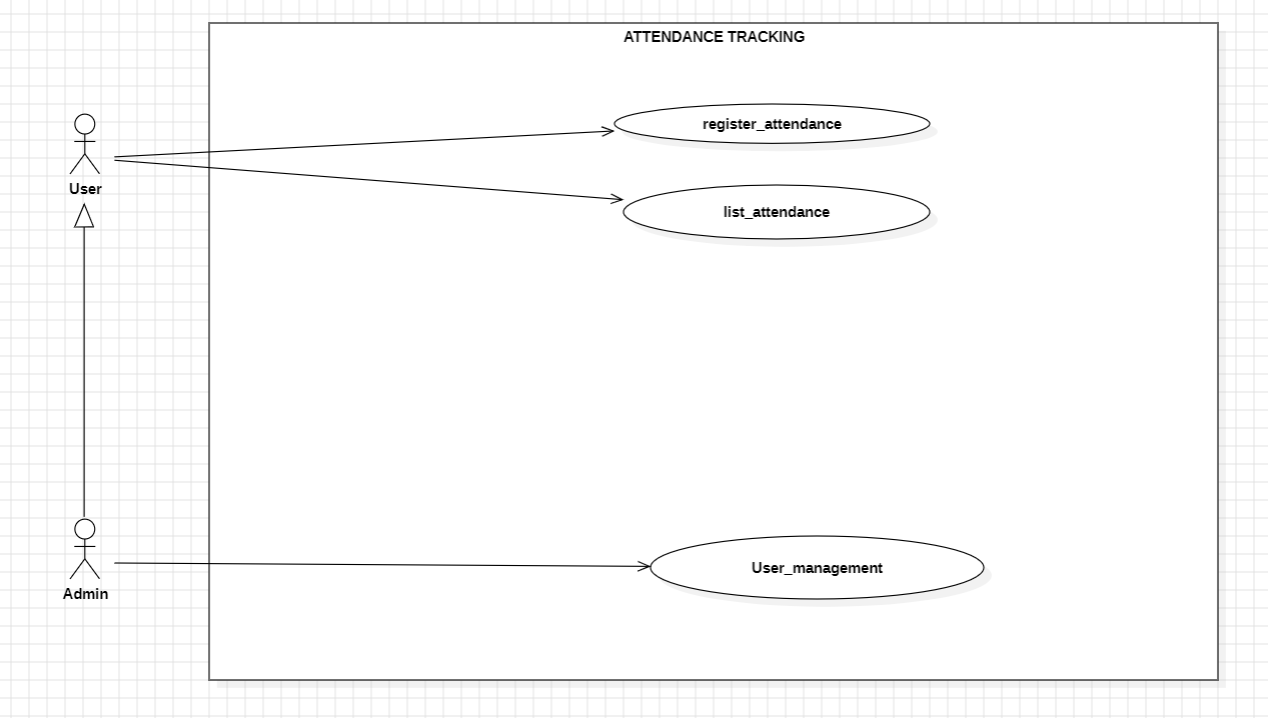 ATTENDANCE TRACKING
register_attendance
User
list_attendance
User_management
Admin